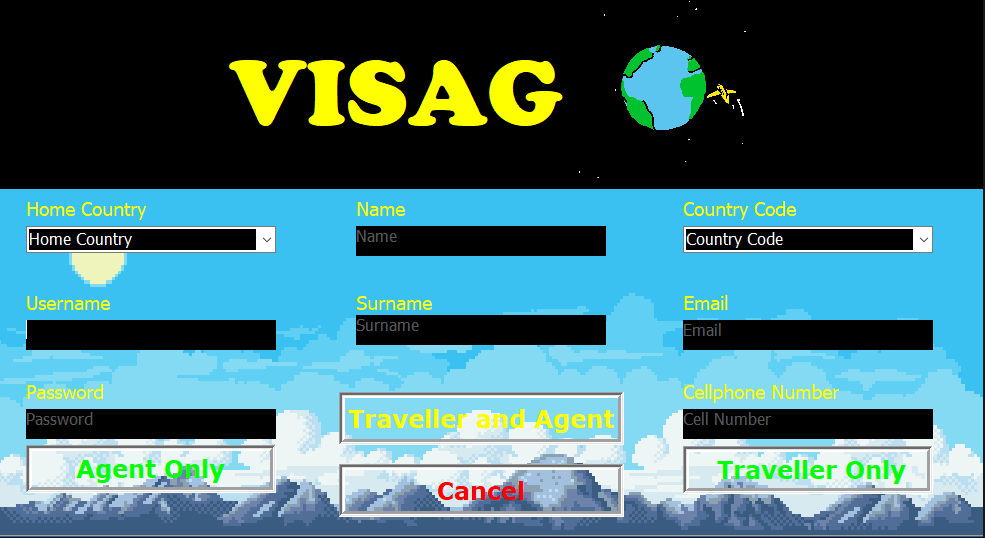 VISAG
Home Country
Name
Country Code
Home Country
Name
Country Code
Username
Surname
Email
Surname
Email
Password
Cellphone Number
Password
Cell Number
Traveller and Agent
Agent Only
Traveller Only
Cancel